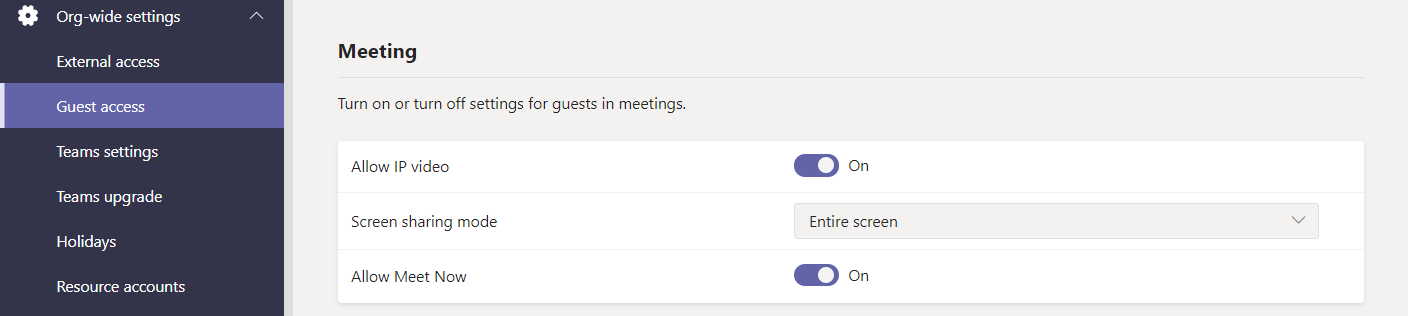 Org-wide settings
External access
Guest access
Teams settings
Teams upgrade
Holidays
Resource accounts
Meeting
Turn on or turn off settings for guests in meetings.
Allow IP video On
Screen sharing mode Entire screen
Allow Meet Now On